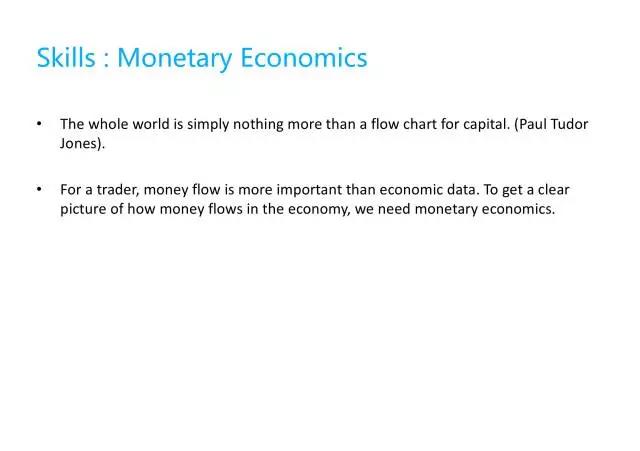 Skills : Monetary Economics
• The whole world is simply nothing more than a flow chart for capital. (Paul Tudor
Jones).
• For a trader, money flow is more important than economic data. To get a clear
picture of how money flows in the economy, we need monetary economics.